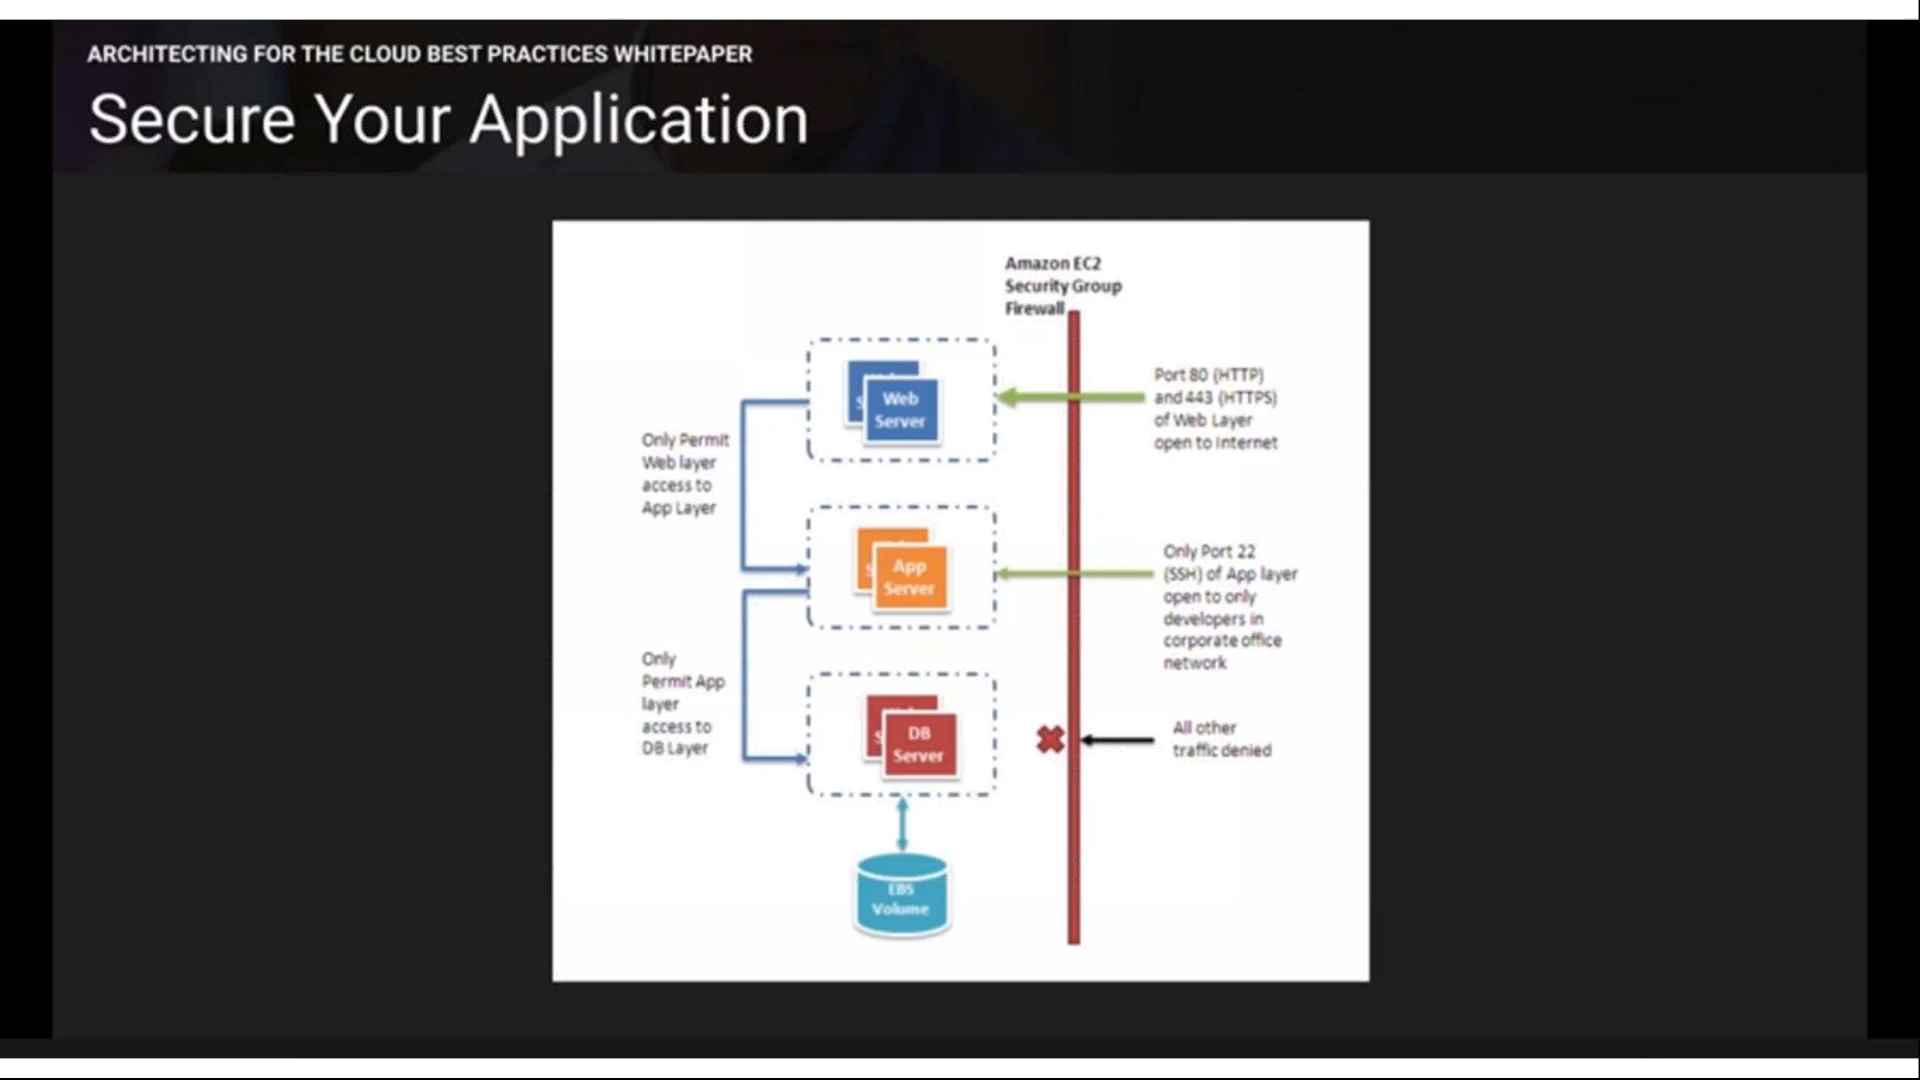 ARCHITECTING FOR THE CLOUD BEST PRACTICES WHITEPAPER
Secure Your Application
Amazon EC2
Security Group
Firewall
Web
Server
Port 80 (HTTP)
and 443 (HTTPS)
of Web Layer
open to Internet
Only Permit
Web layer
access to
App Layer
App
Server
Only Port 22
(SSH) of App layer
open to only
developers in
corporate office
network
Only
Permit App
layer
access to
DB Layer
DB
Server
All other
traffic denied
EBS
Volume